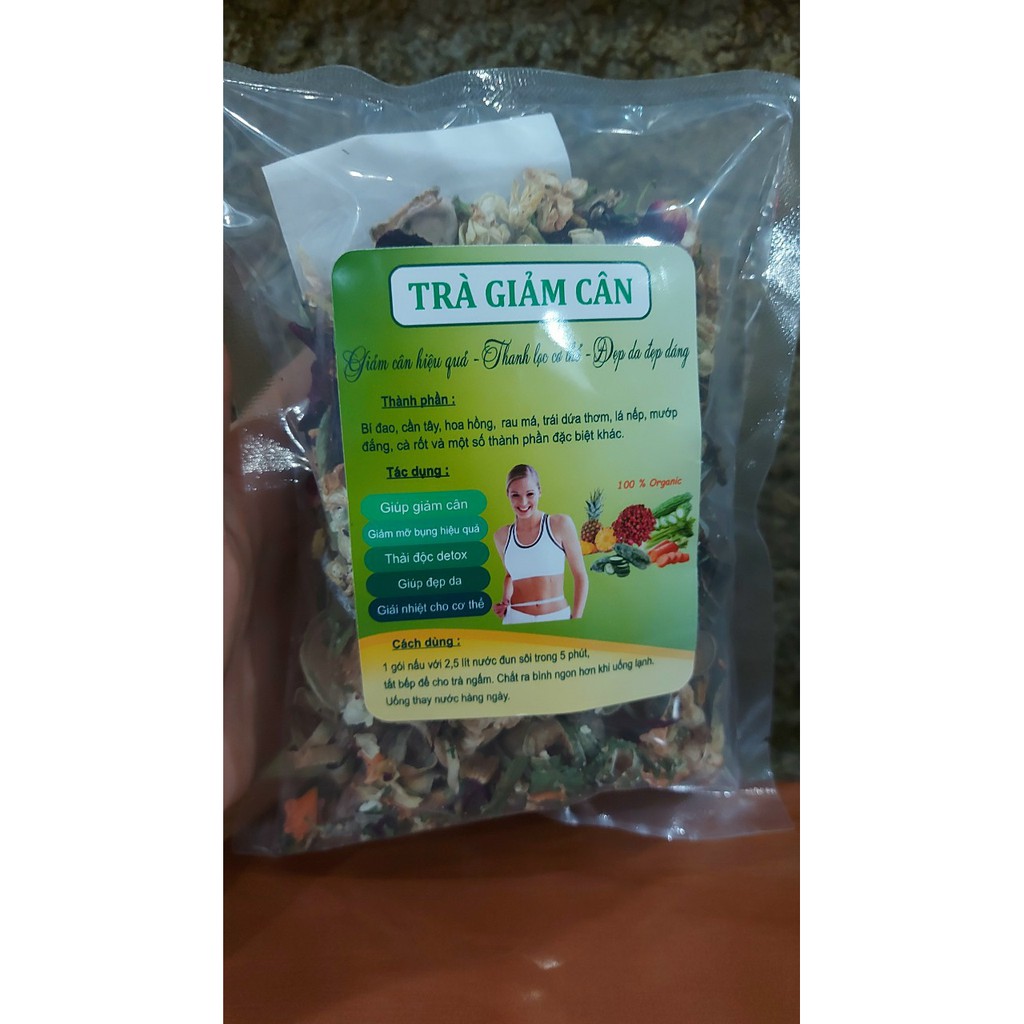 TRÀ GIẢM CÂN
Giảm cân hiệu quả - Thanh lọc cơ thể - Đẹp da đẹp dáng
Thành phần :
Bí đao, cần tây, hoa hồng, rau má, trái dứa thơm, lá nếp, mướp
đắng, cà rốt và một số thành phần đặc biệt khác.
Tác dụng :
100 % Organic
Giúp giảm cân
Giảm mỡ bụng hiệu quả
Thải độc detox
Giúp đẹp da
Giải nhiệt cho cơ thể
Cách dùng :
1 gói nấu với 2,5 lít nước đun sôi trong 5 phút,
tắt bếp để cho trà ngấm. Chắt ra bình ngon hơn khi uống lạnh.
Uống thay nước hàng ngày.